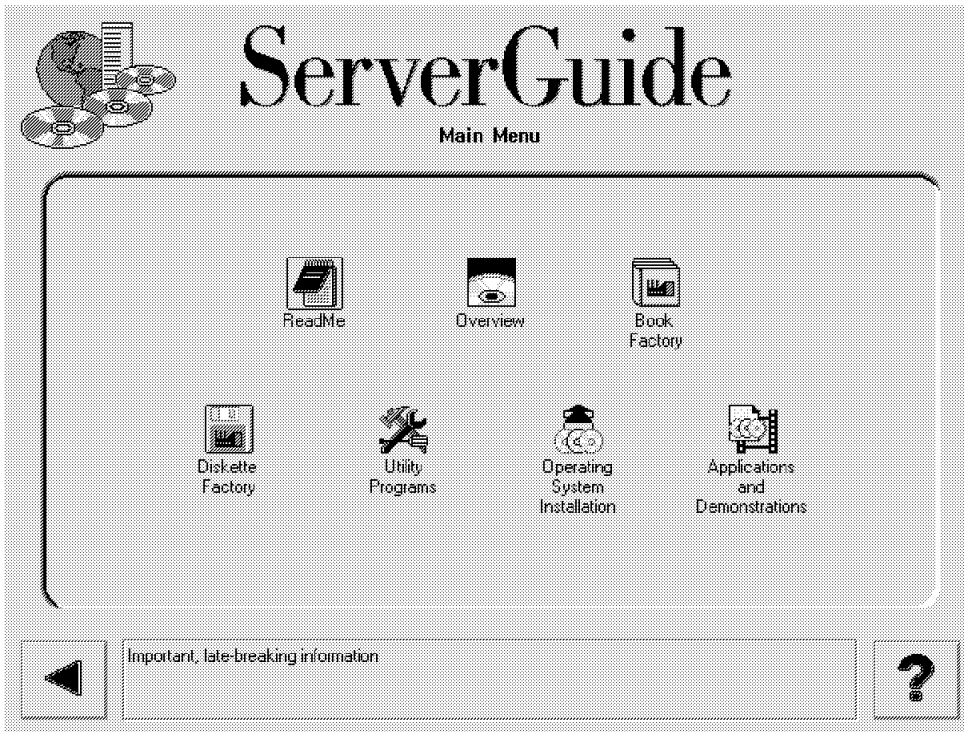 ServerGuide
Main Menu
ReadMe
Overview
Book
Factory
Diskette
Factory
Utility
Programs
Operating
System
Installation
Applications
and
Demonstrations
Important, late-breaking information
?